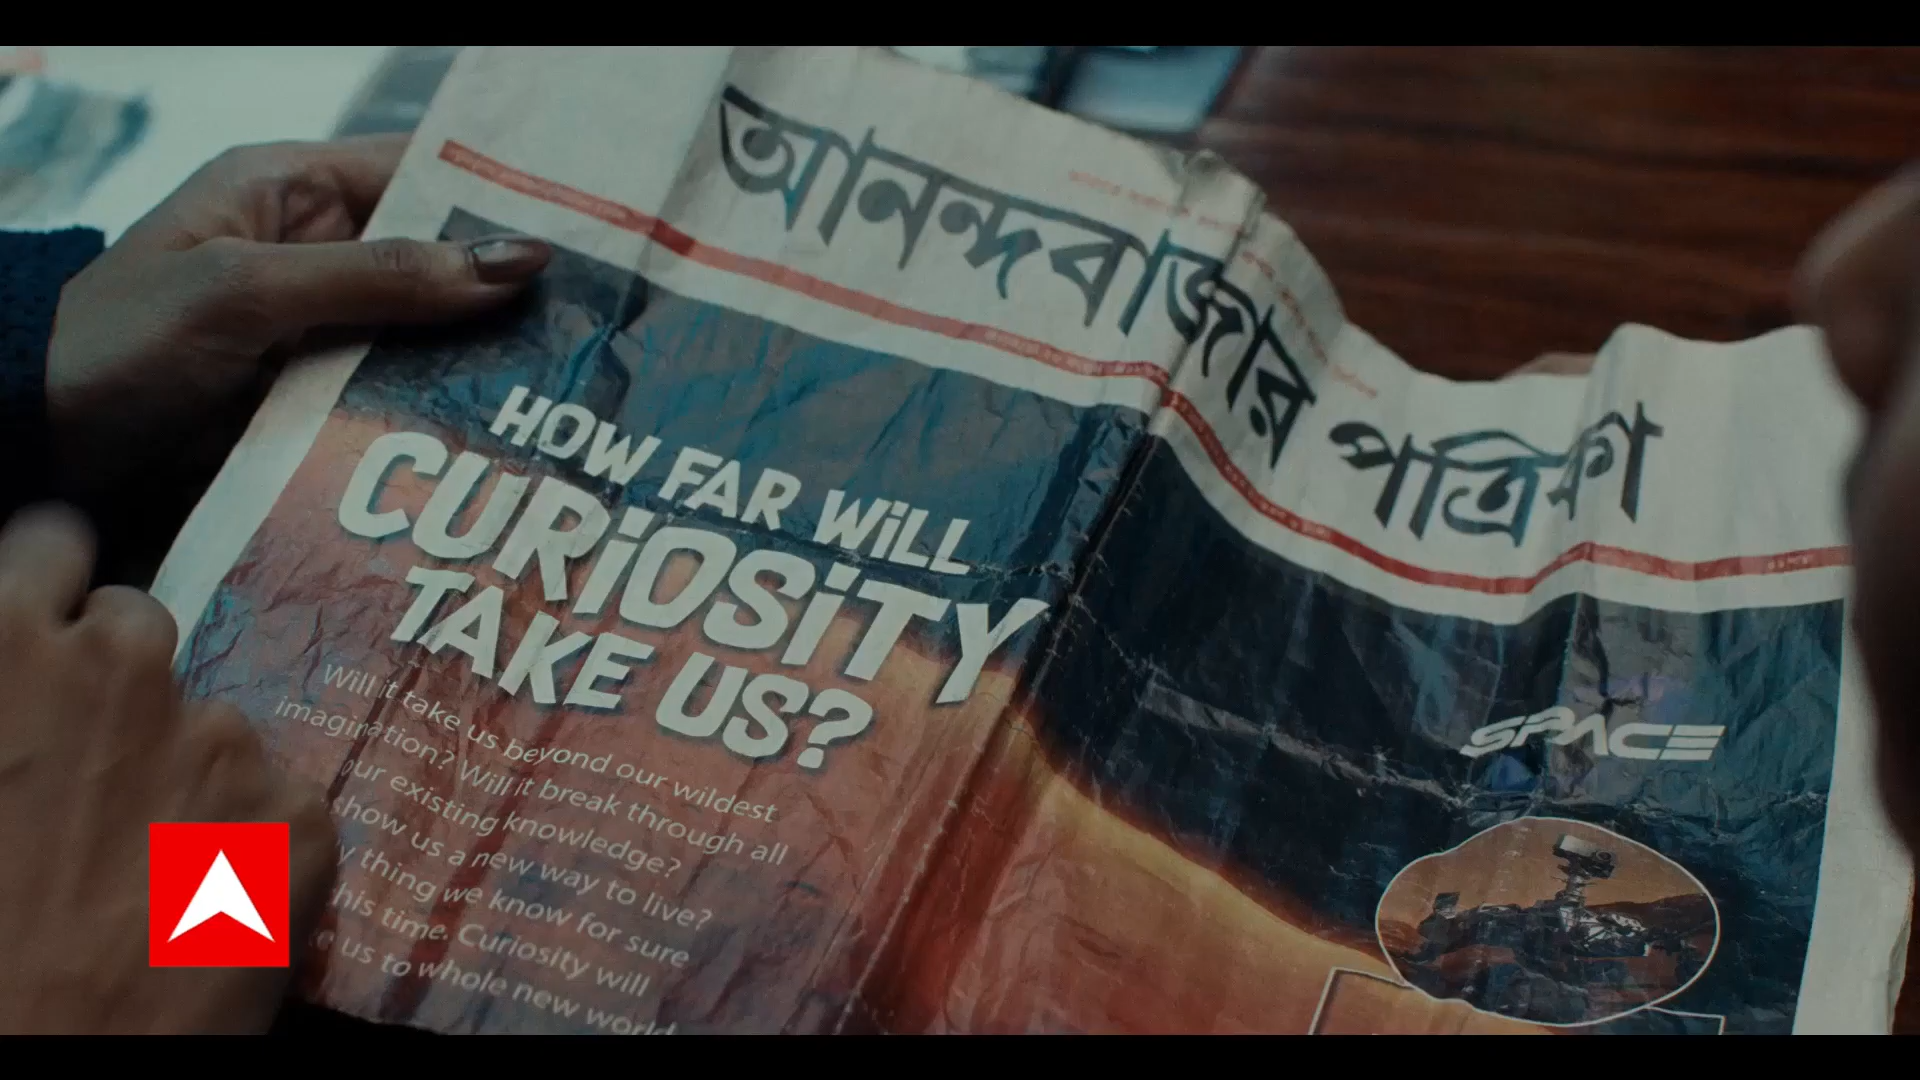 আনন্দবাজার পত্রিকা
HOW FAR WiLL
CURiOSiTY
TAKE US?
Will it take us beyond our wildest
imagination? Will it break through all
our existing knowledge?
show us a new way to live?
thing we know for sure
this time. Curiosity will
us to whole new world
SPACE